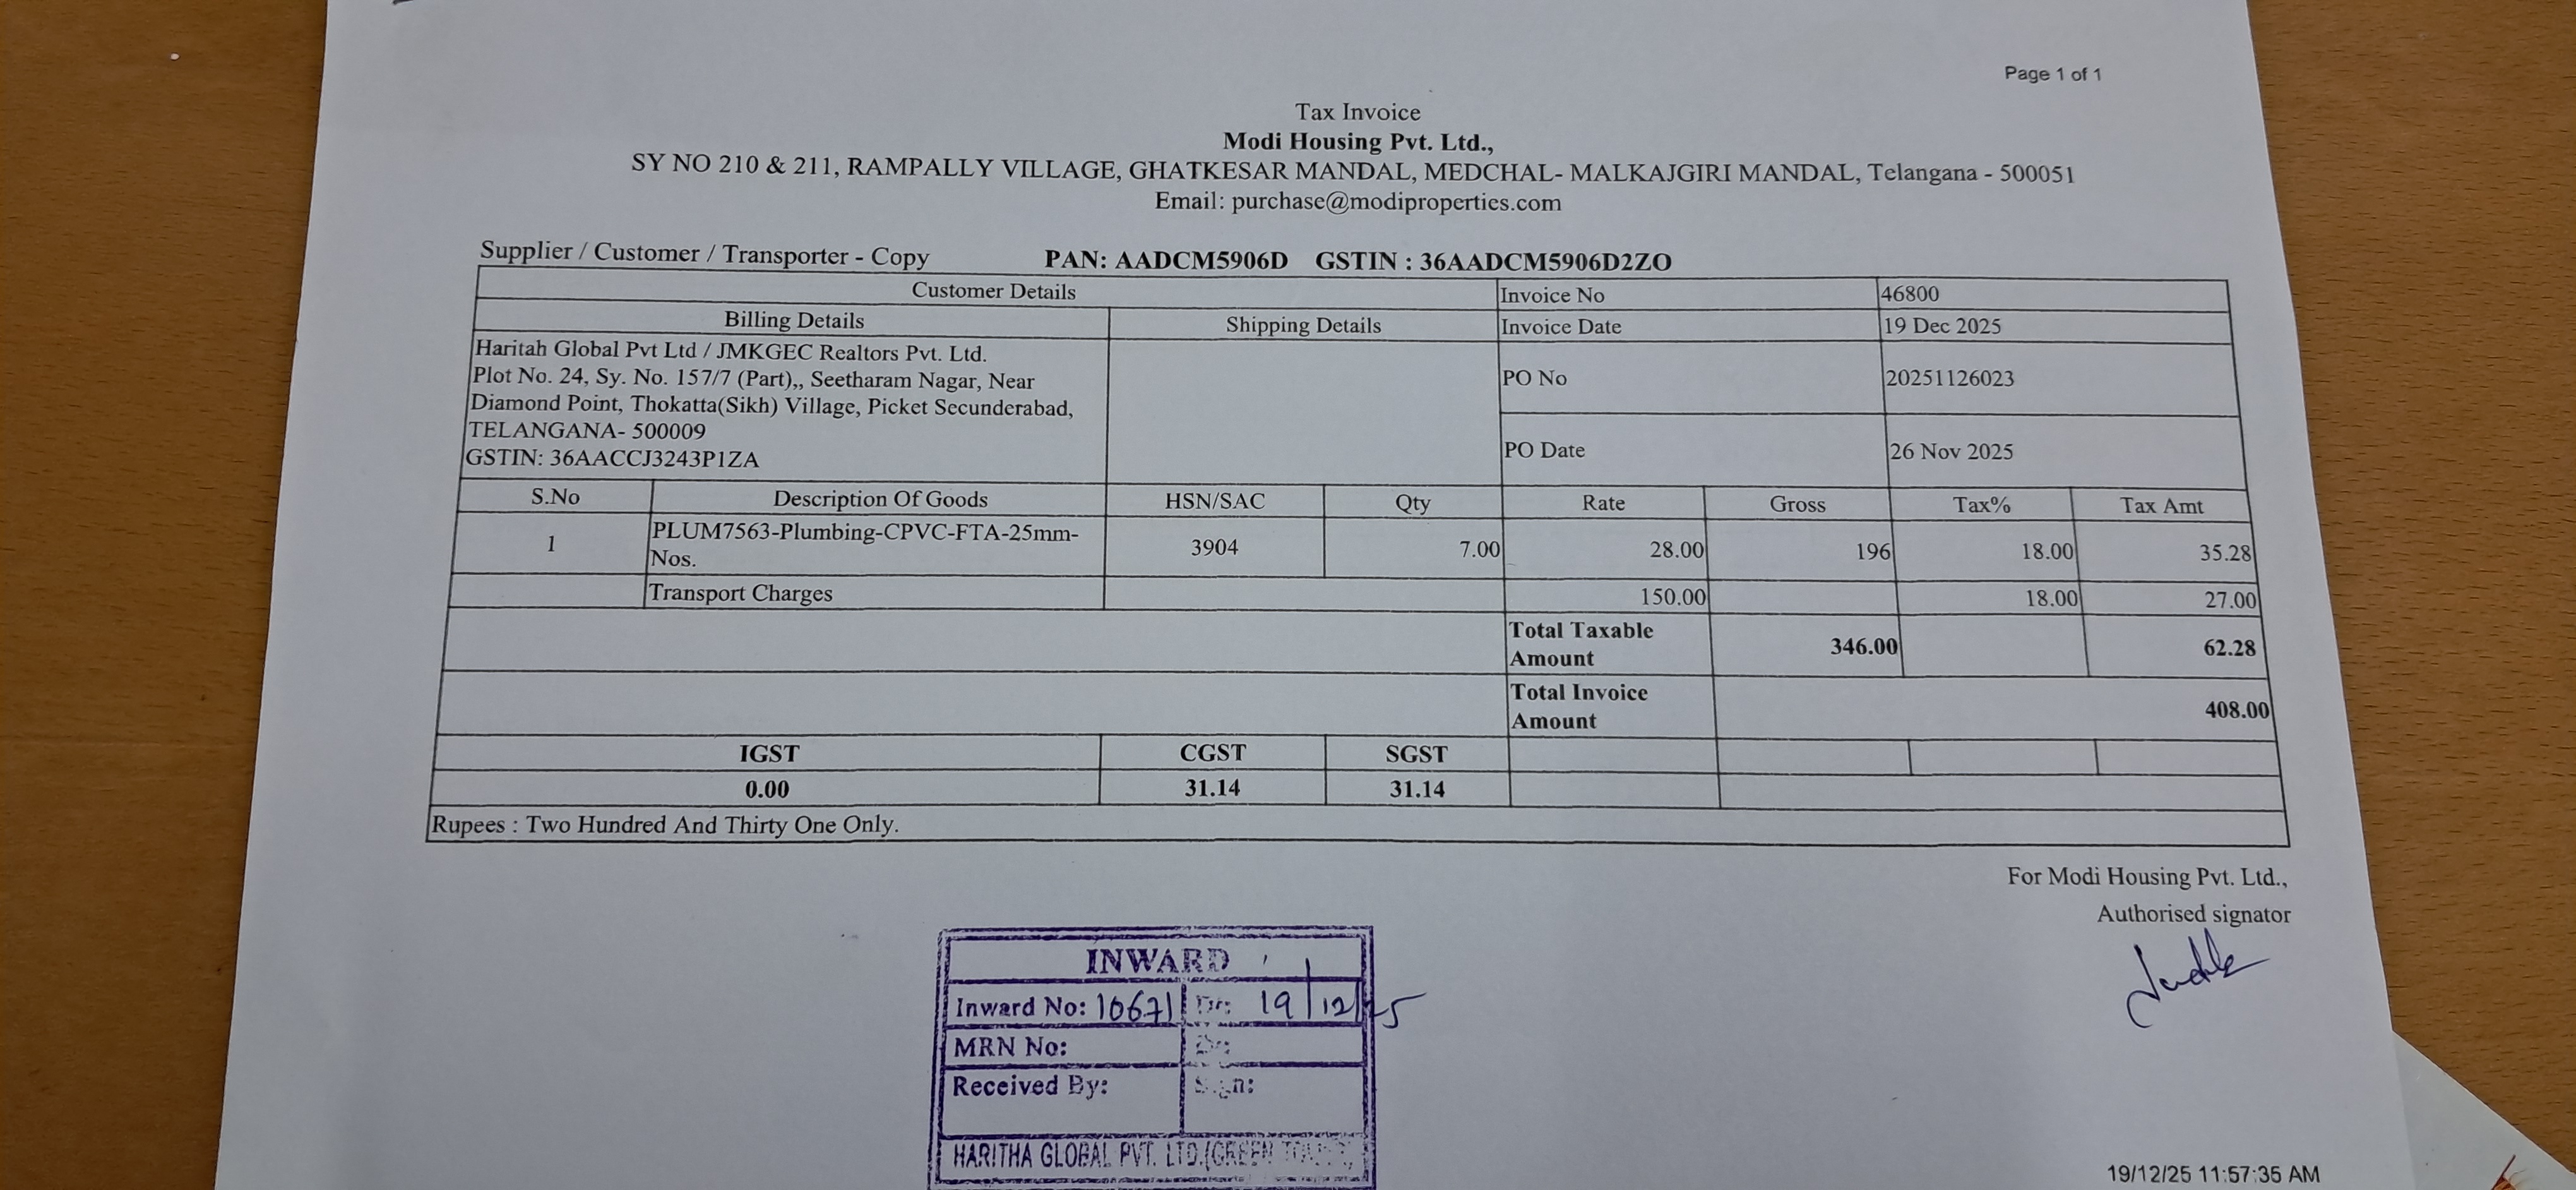 Page 1 of 1
Tax Invoice
Modi Housing Pvt. Ltd.,
SY NO 210 & 211, RAMPALLY VILLAGE, GHATKESAR MANDAL, MEDCHAL- MALKAJGIRI MANDAL, Telangana - 500051
Email: purchase@modiproperties.com
Supplier / Customer / Transporter - Copy PAN: AADCM5906D GSTIN : 36AADCM5906D2ZO
Customer Details Invoice No 46800
Billing Details Shipping Details Invoice Date 19 Dec 2025
Haritah Global Pvt Ltd / JMKGEC Realtors Pvt. Ltd.
Plot No. 24, Sy. No. 157/7 (Part),, Seetharam Nagar, Near
Diamond Point, Thokatta(Sikh) Village, Picket Secunderabad,
TELANGANA- 500009
GSTIN: 36AACCJ3243P1ZA
PO No 20251126023
PO Date 26 Nov 2025
S.No Description Of Goods HSN/SAC Qty Rate Gross Tax% Tax Amt
1 PLUM7563-Plumbing-CPVC-FTA-25mm- 3904 7.00 28.00 196 18.00 35.28
Nos.
Transport Charges 150.00 18.00 27.00
Total Taxable
Amount 346.00 62.28
Total Invoice
Amount 408.00
IGST CGST SGST
0.00 31.14 31.14
Rupees : Two Hundred And Thirty One Only.
For Modi Housing Pvt. Ltd.,
Authorised signator
INWARD
Inward No: 10671 Dt: 19/12/25
MRN No: Dt:
Received By: Sign:
HARITHA GLOBAL PVT. LTD.(GREEN
19/12/25 11:57:35 AM